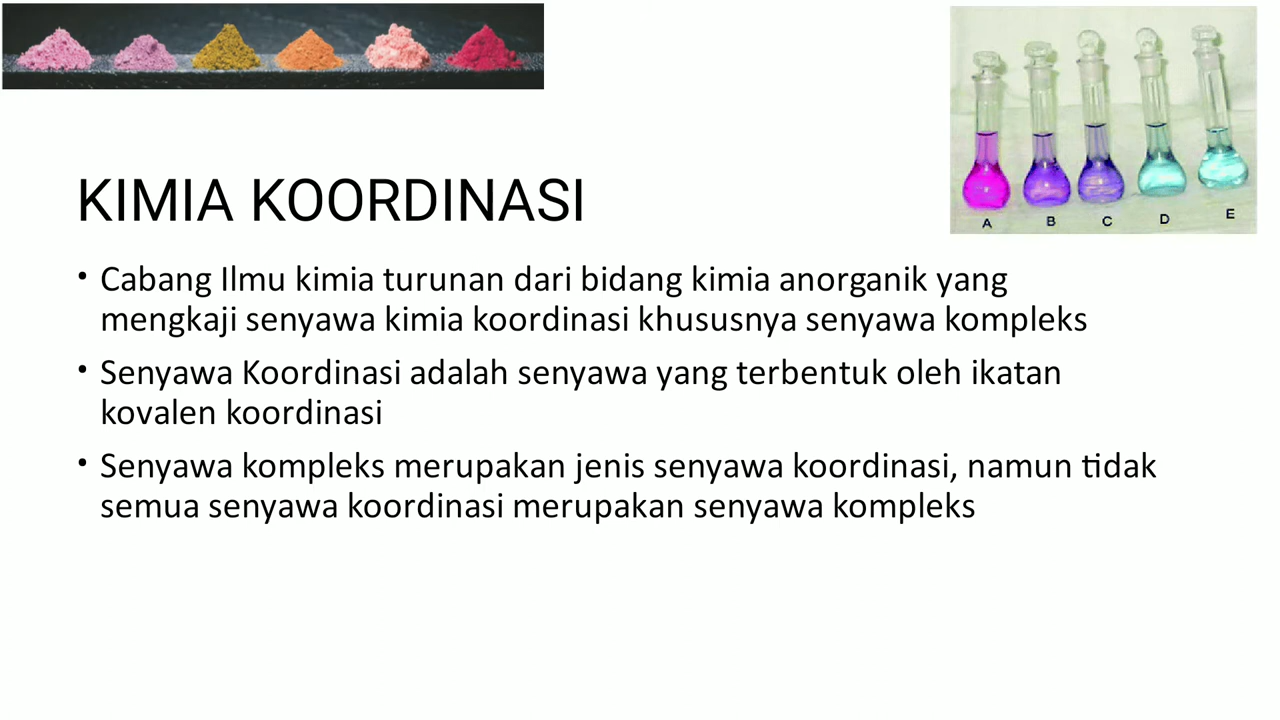 A B C D E
KIMIA KOORDINASI
• Cabang Ilmu kimia turunan dari bidang kimia anorganik yang
mengkaji senyawa kimia koordinasi khususnya senyawa kompleks
• Senyawa Koordinasi adalah senyawa yang terbentuk oleh ikatan
kovalen koordinasi
• Senyawa kompleks merupakan jenis senyawa koordinasi, namun tidak
semua senyawa koordinasi merupakan senyawa kompleks